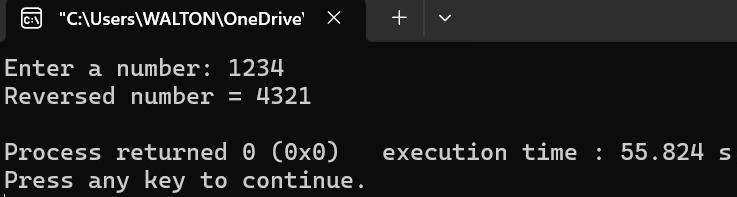 "C:\Users\WALTON\OneDrive\
Enter a number: 1234
Reversed number = 4321
Process returned 0 (0x0)   execution time : 55.824 s
Press any key to continue.